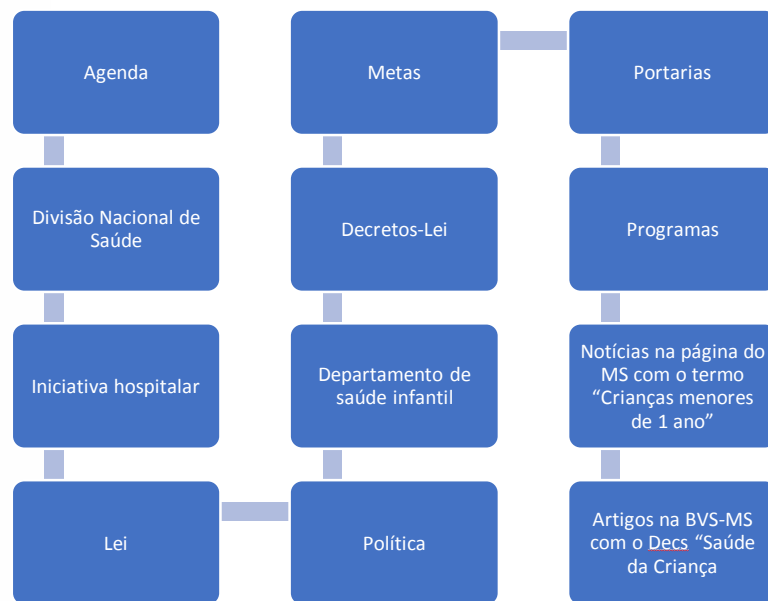 Agenda
Divisão Nacional de
Saúde
Iniciativa hospitalar
Lei
Política
Departamento de
saúde infantil
Decretos-Lei
Metas
Portarias
Programas
Notícias na página do
MS com o termo
“Crianças menores
de 1 ano”
Artigos na BVS-MS
com o Decs “Saúde
da Criança